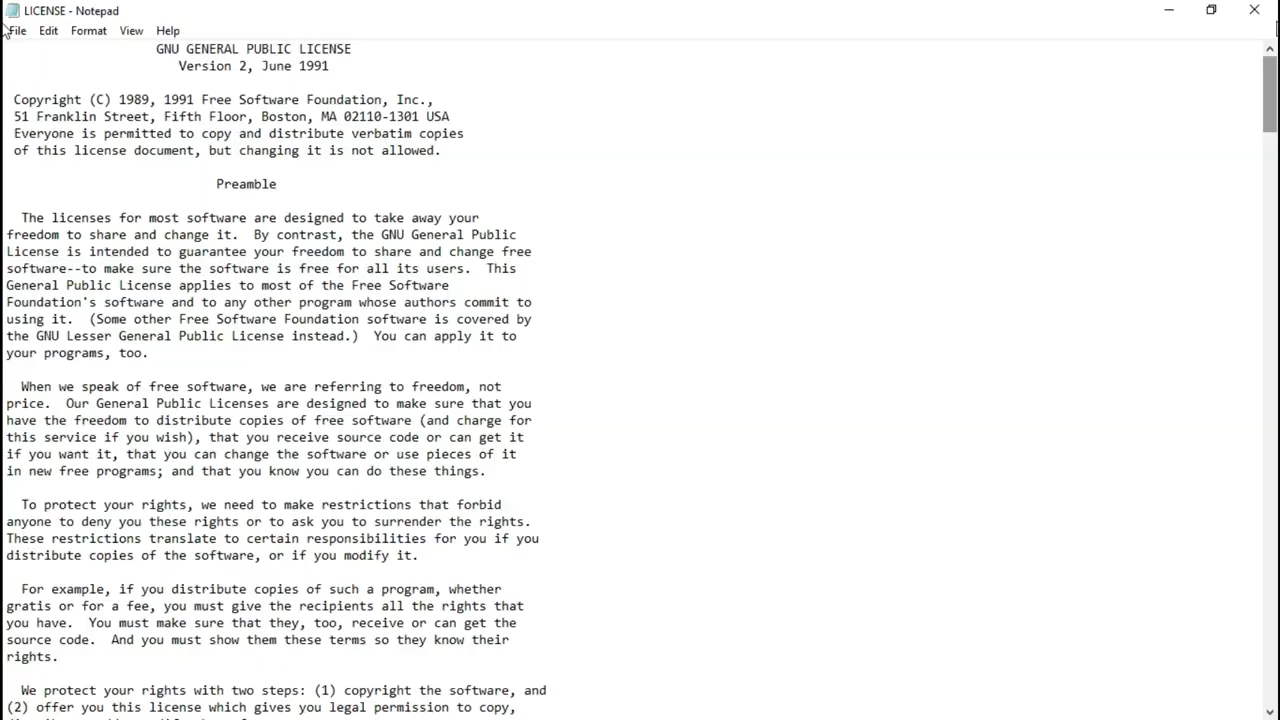 LICENSE - Notepad
File Edit Format View Help
GNU GENERAL PUBLIC LICENSE
Version 2, June 1991
Copyright (C) 1989, 1991 Free Software Foundation, Inc.,
51 Franklin Street, Fifth Floor, Boston, MA 02110-1301 USA
Everyone is permitted to copy and distribute verbatim copies
of this license document, but changing it is not allowed.
Preamble
The licenses for most software are designed to take away your
freedom to share and change it.  By contrast, the GNU General Public
License is intended to guarantee your freedom to share and change free
software--to make sure the software is free for all its users.  This
General Public License applies to most of the Free Software
Foundation's software and to any other program whose authors commit to
using it.  (Some other Free Software Foundation software is covered by
the GNU Lesser General Public License instead.)  You can apply it to
your programs, too.
When we speak of free software, we are referring to freedom, not
price.  Our General Public Licenses are designed to make sure that you
have the freedom to distribute copies of free software (and charge for
this service if you wish), that you receive source code or can get it
if you want it, that you can change the software or use pieces of it
in new free programs; and that you know you can do these things.
To protect your rights, we need to make restrictions that forbid
anyone to deny you these rights or to ask you to surrender the rights.
These restrictions translate to certain responsibilities for you if you
distribute copies of the software, or if you modify it.
For example, if you distribute copies of such a program, whether
gratis or for a fee, you must give the recipients all the rights that
you have.  You must make sure that they, too, receive or can get the
source code.  And you must show them these terms so they know their
rights.
We protect your rights with two steps: (1) copyright the software, and
(2) offer you this license which gives you legal permission to copy,